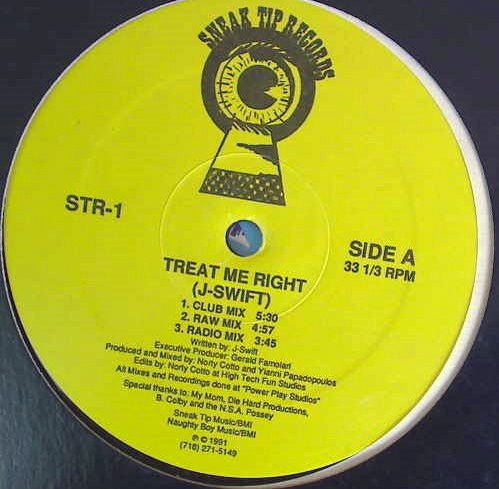 SNEAK TIP RECORDS
STR-1
SIDE A
33 1/3 RPM
TREAT ME RIGHT
(J-SWIFT)
1. CLUB MIX 5:30
2. RAW MIX 4:57
3. RADIO MIX 3:45
Written by: J-Swift
Executive Producer: Gerald Famolari
Produced and Mixed by: Norty Cotto and Yianni Papadopoulos
Edits by: Norty Cotto at High Tech Fun Studios
All Mixes and Recordings done at "Power Play Studios"
Special thanks to: My Mom, Die Hard Productions,
B. Colby and the N.S.A. Possey
Sneak Tip Music/BMI
Naughty Boy Music/BMI
℗ © 1991
(718) 271-5149